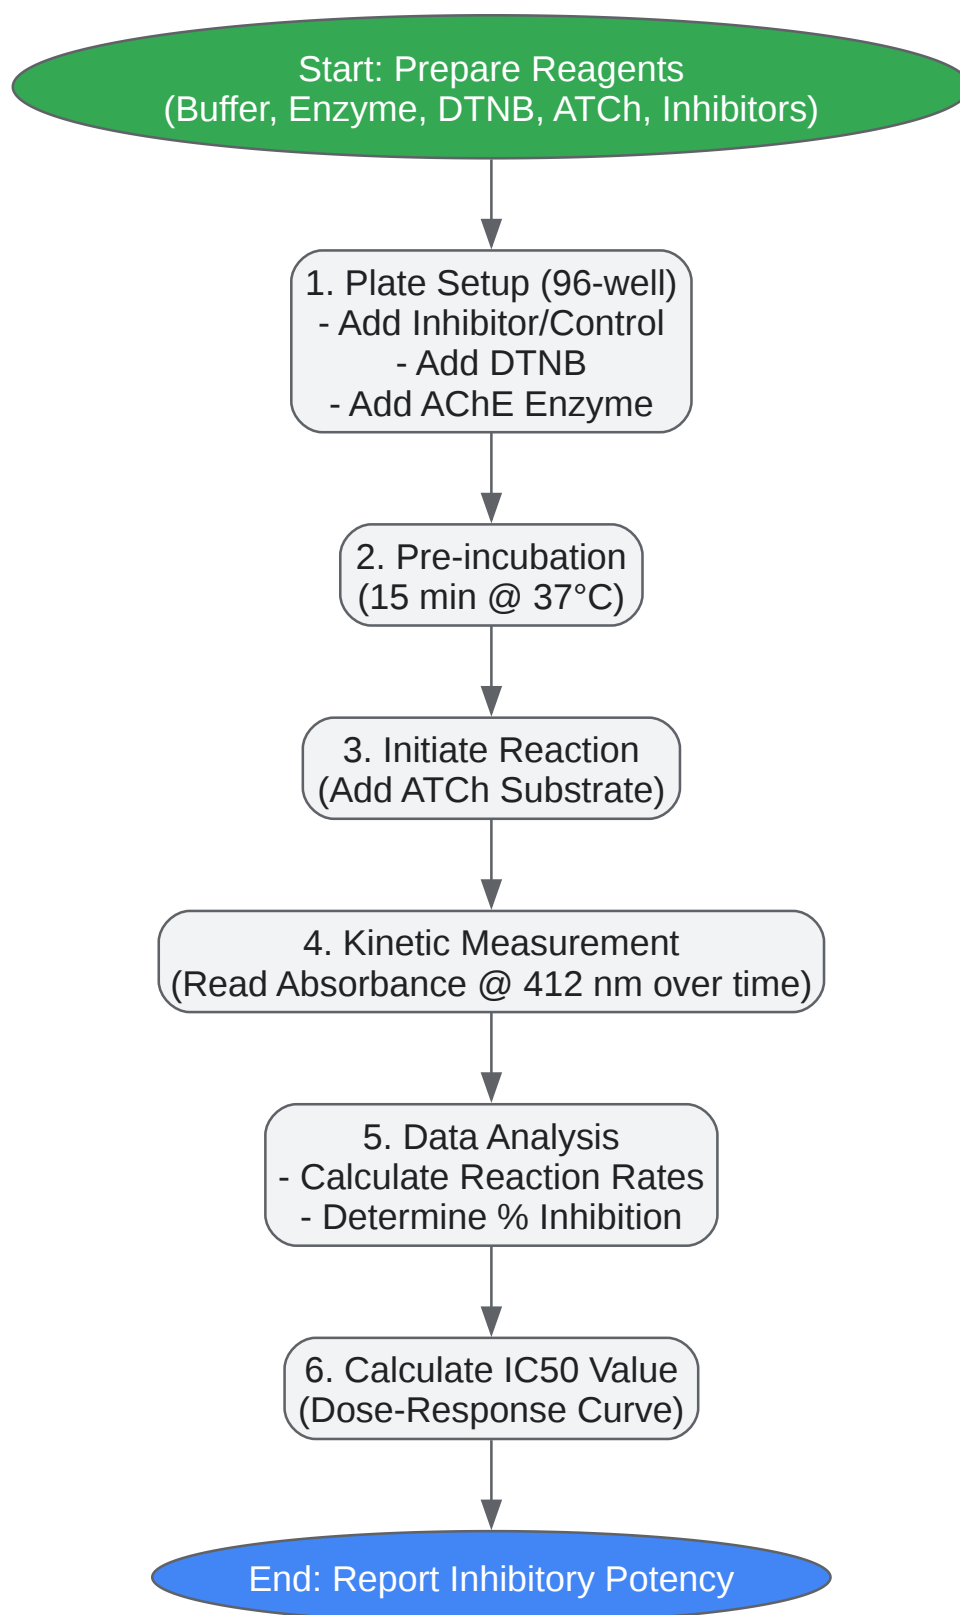 Start: Prepare Reagents
(Buffer, Enzyme, DTNB, ATCh, Inhibitors)
1. Plate Setup (96-well)
- Add Inhibitor/Control
- Add DTNB
- Add AChE Enzyme
2. Pre-incubation
(15 min @ 37°C)
3. Initiate Reaction
(Add ATCh Substrate)
4. Kinetic Measurement
(Read Absorbance @ 412 nm over time)
5. Data Analysis
- Calculate Reaction Rates
- Determine % Inhibition
6. Calculate IC50 Value
(Dose-Response Curve)
End: Report Inhibitory Potency